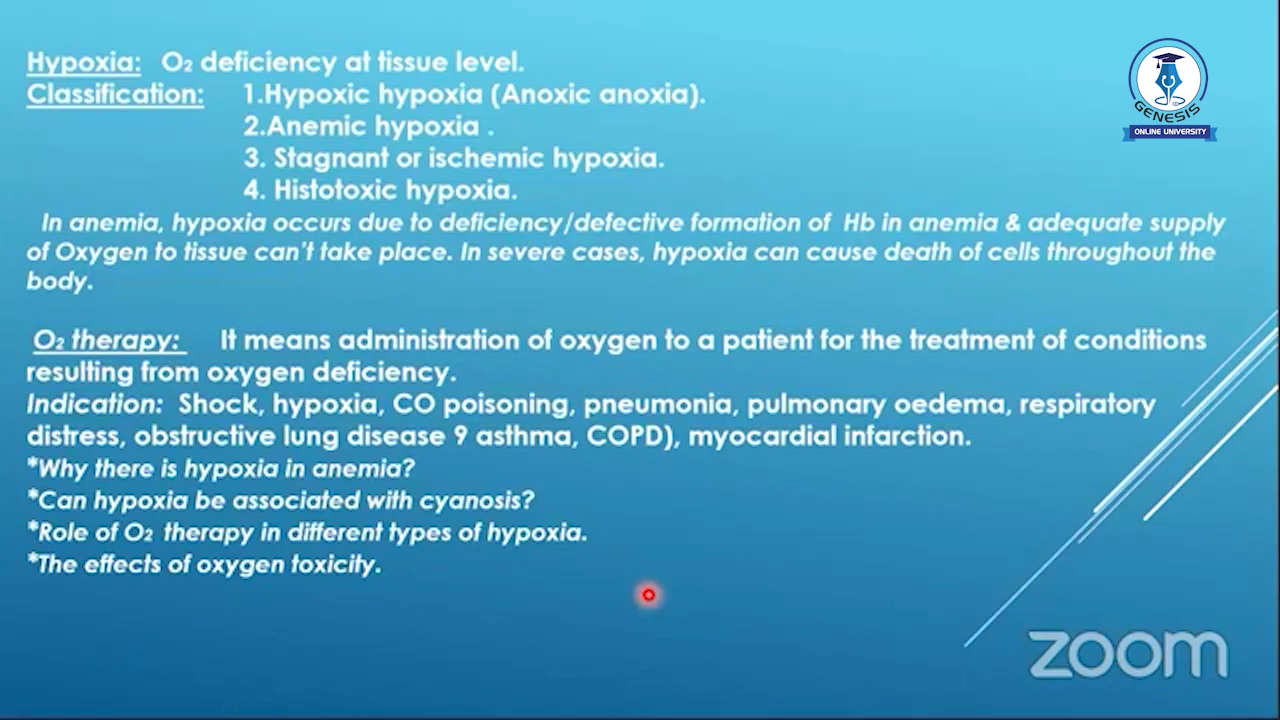 Hypoxia: O₂ deficiency at tissue level.
Classification: 1.Hypoxic hypoxia (Anoxic anoxia).
2.Anemic hypoxia .
3. Stagnant or ischemic hypoxia.
4. Histotoxic hypoxia.
In anemia, hypoxia occurs due to deficiency/defective formation of Hb in anemia & adequate supply
of Oxygen to tissue can't take place. In severe cases, hypoxia can cause death of cells throughout the
body.
O₂ therapy: It means administration of oxygen to a patient for the treatment of conditions
resulting from oxygen deficiency.
Indication: Shock, hypoxia, CO poisoning, pneumonia, pulmonary oedema, respiratory
distress, obstructive lung disease 9 asthma, COPD), myocardial infarction.
*Why there is hypoxia in anemia?
*Can hypoxia be associated with cyanosis?
*Role of O₂ therapy in different types of hypoxia.
*The effects of oxygen toxicity.
GENESIS
ONLINE UNIVERSITY
zoom